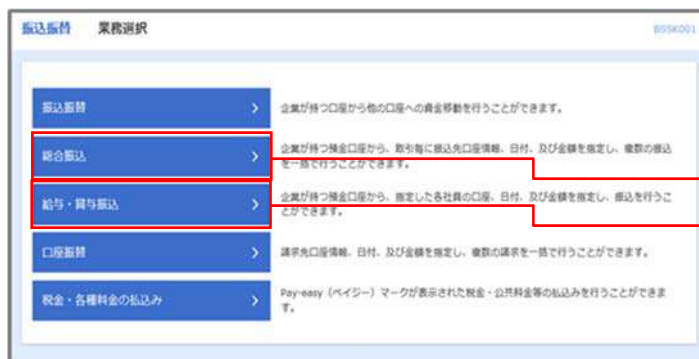 振込振替 業務選択 BSSK001
振込振替 企業が持つ口座から他の口座への資金移動を行うことができます。
総合振込 企業が持つ預金口座から、取引毎に振込先口座情報、日付、及び金額を指定し、複数の振込
を一括で行うことができます。
給与・賞与振込 企業が持つ預金口座から、指定した各社員の口座、日付、及び金額を指定し、振込を行うこ
とができます。
口座振替 請求先口座情報、日付、及び金額を指定し、複数の請求を一括で行うことができます。
税金・各種料金の払込み Pay-easy（ペイジー）マークが表示された税金・公共料金等の払込みを行うことができま
す。